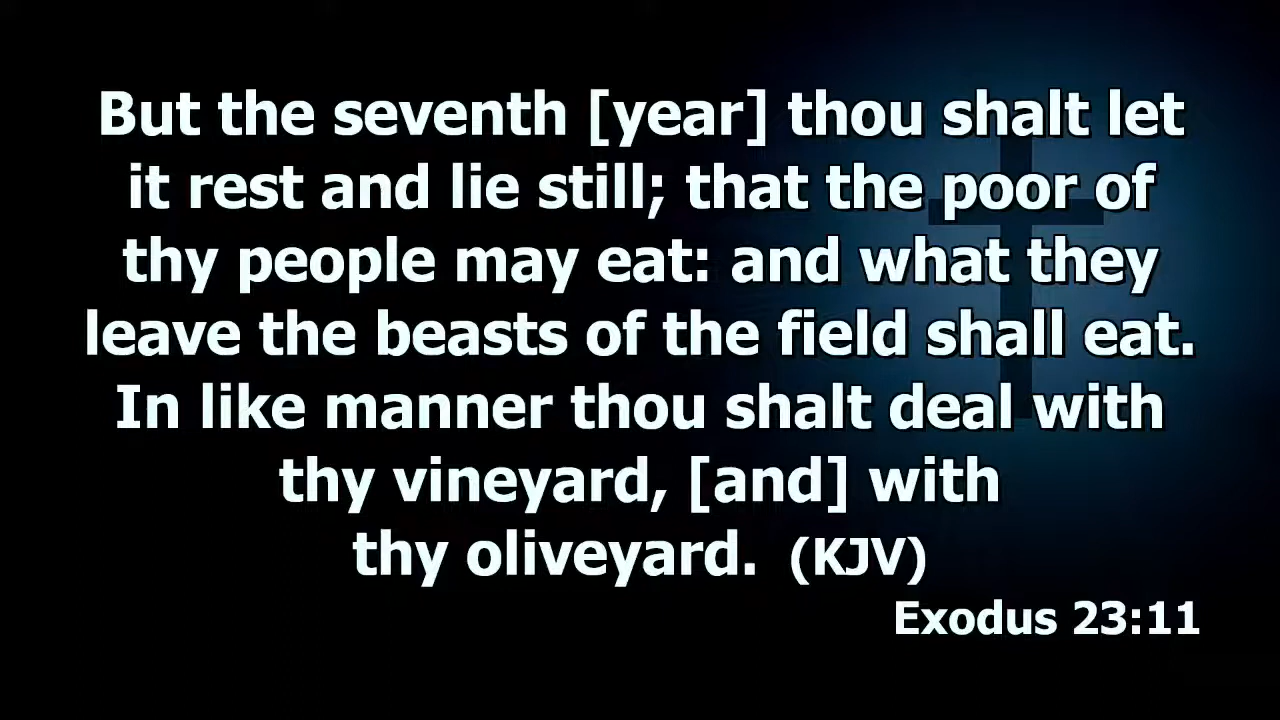 But the seventh [year] thou shalt let
it rest and lie still; that the poor of
thy people may eat: and what they
leave the beasts of the field shall eat.
In like manner thou shalt deal with
thy vineyard, [and] with
thy oliveyard. (KJV)
Exodus 23:11